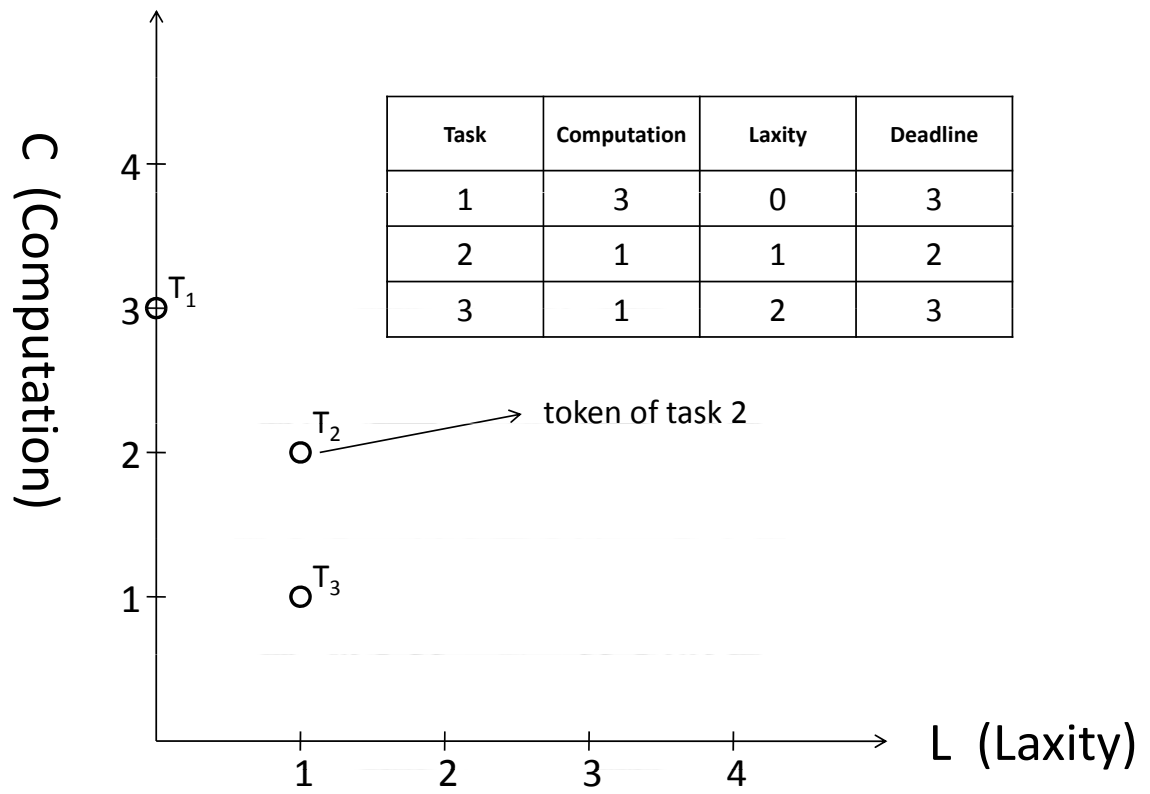 C (Computation)
4
3
2
1
T1
T2
T3
token of task 2
Task Computation Laxity Deadline
1 3 0 3
2 1 1 2
3 1 2 3
1 2 3 4
L (Laxity)